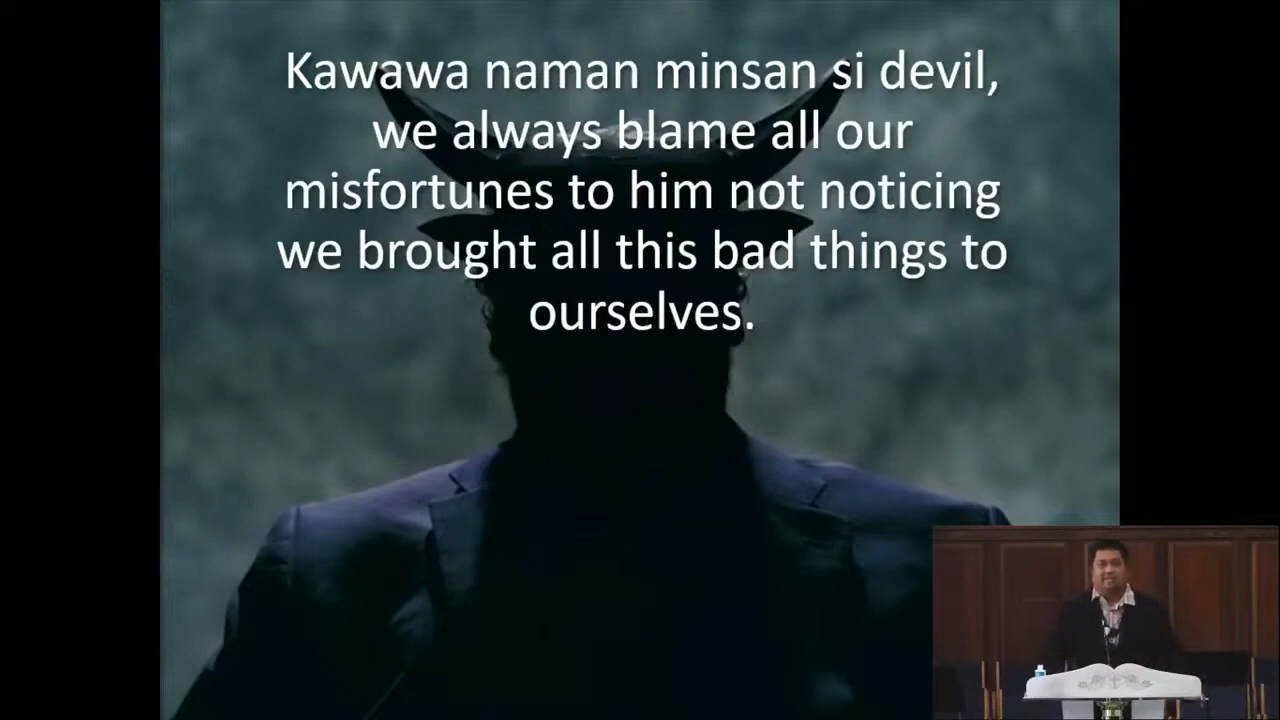 Kawawa naman minsan si devil,
we always blame all our
misfortunes to him not noticing
we brought all this bad things to
ourselves.